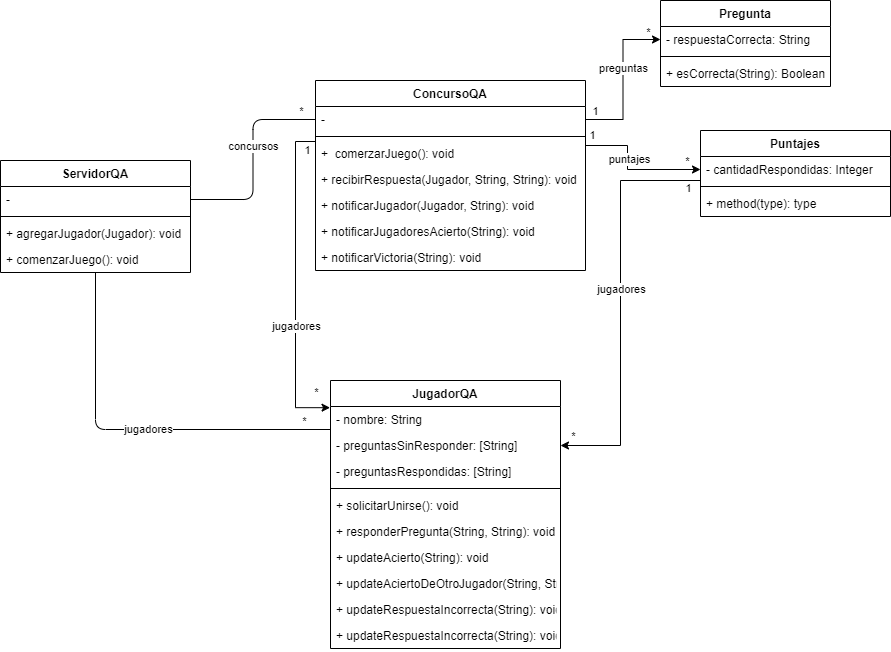 Pregunta
- respuestaCorrecta: String
+ esCorrecta(String): Boolean
*
preguntas
1
ConcursoQA
-
+  comerzarJuego(): void
+ recibirRespuesta(Jugador, String, String): void
+ notificarJugador(Jugador, String): void
+ notificarJugadoresAcierto(String): void
+ notificarVictoria(String): void
*
concursos
1
1
puntajes
*
Puntajes
- cantidadRespondidas: Integer
+ method(type): type
1
jugadores
*
ServidorQA
-
+ agregarJugador(Jugador): void
+ comenzarJuego(): void
jugadores
*
jugadores
*
JugadorQA
- nombre: String
- preguntasSinResponder: [String]
- preguntasRespondidas: [String]
+ solicitarUnirse(): void
+ responderPregunta(String, String): void
+ updateAcierto(String): void
+ updateAciertoDeOtroJugador(String, St
+ updateRespuestaIncorrecta(String): voi
+ updateRespuestaIncorrecta(String): voi